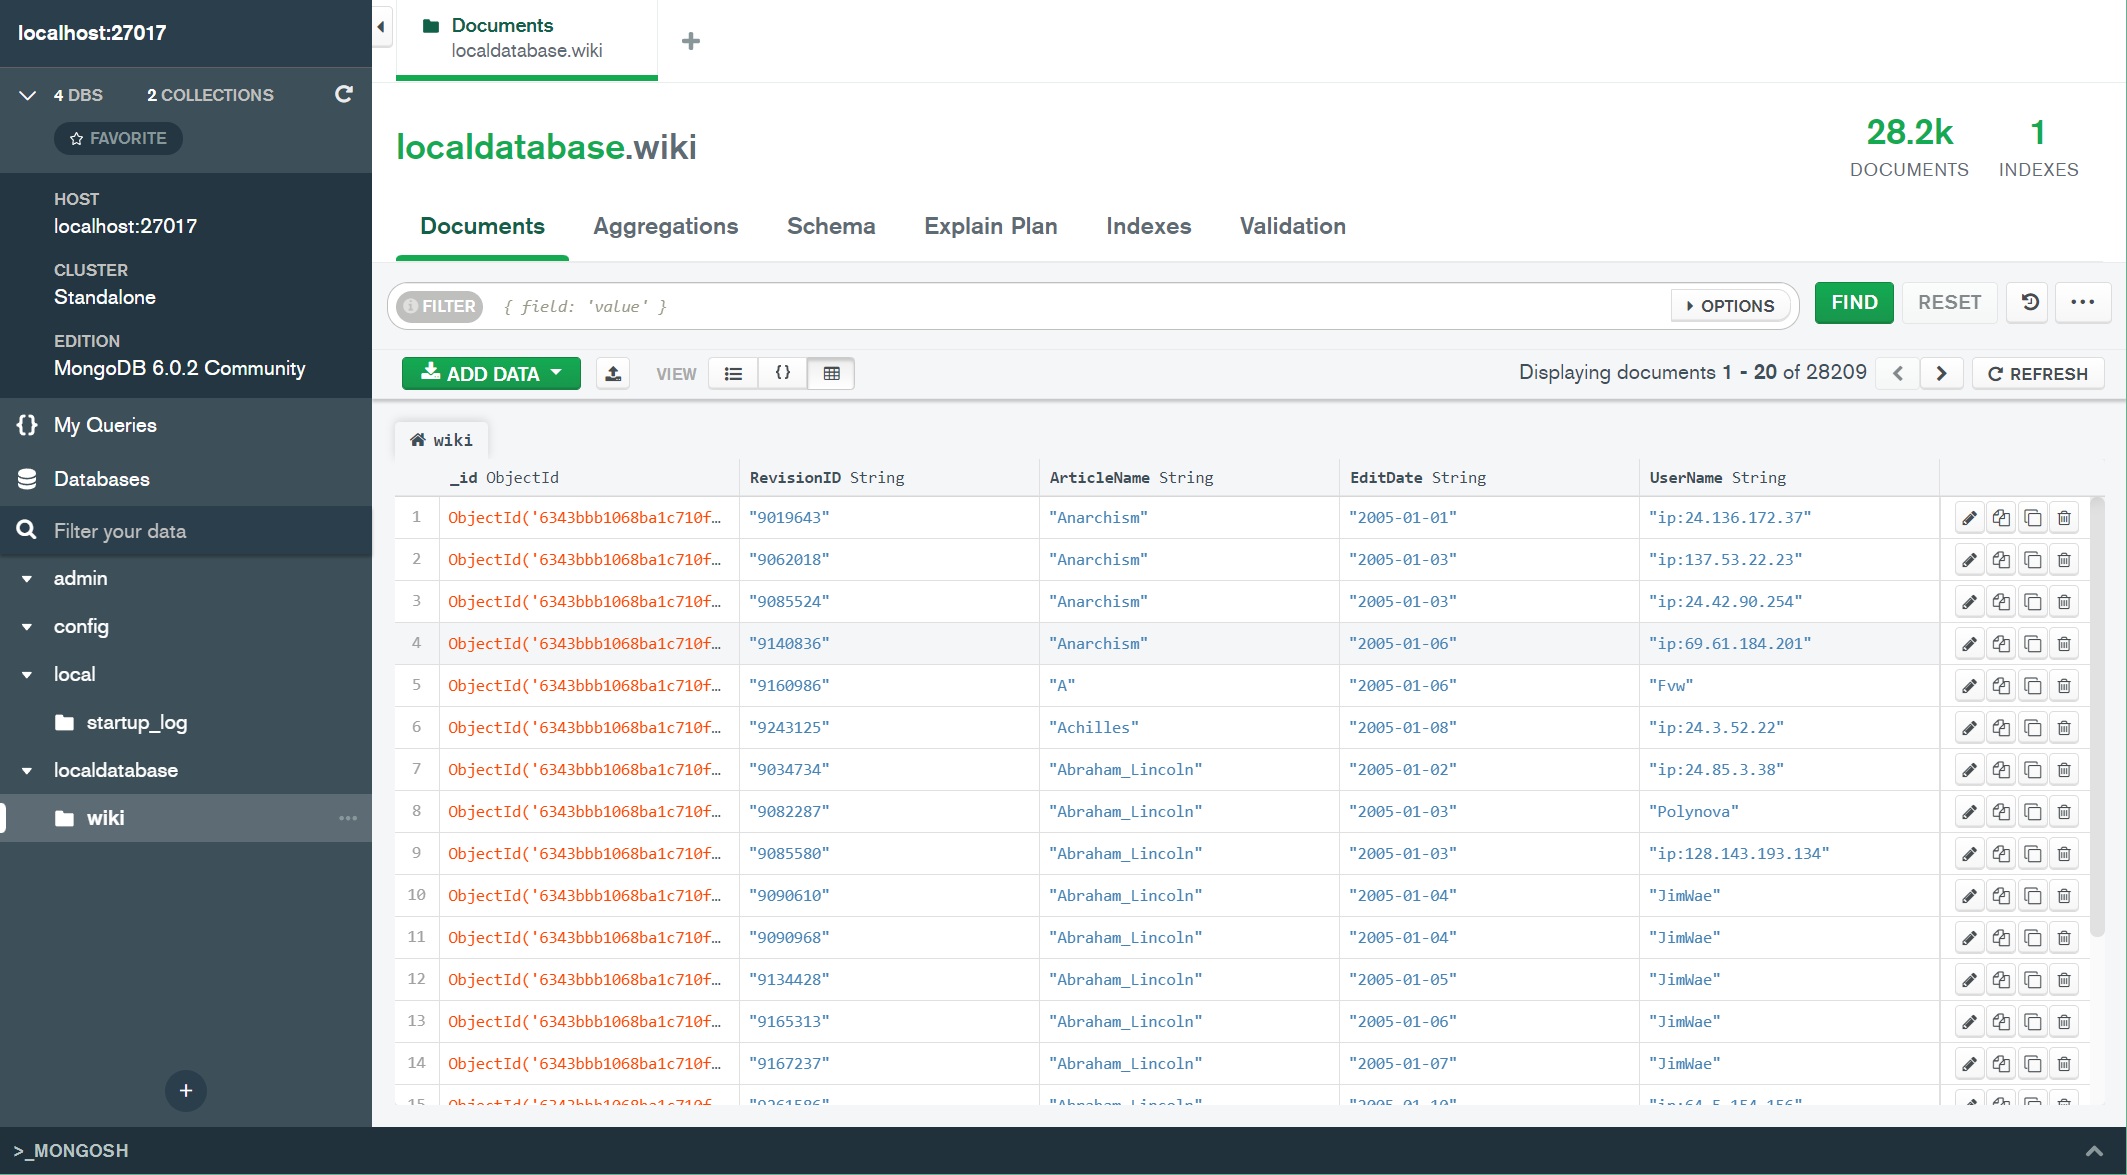 localhost:27017
4 DBS 2 COLLECTIONS
FAVORITE
HOST
localhost:27017
CLUSTER
Standalone
EDITION
MongoDB 6.0.2 Community
{} My Queries
Databases
Filter your data
admin
config
local
startup_log
localdatabase
wiki ...
+
Documents
localdatabase.wiki
+
localdatabase.wiki
28.2k
DOCUMENTS
1
INDEXES
Documents Aggregations Schema Explain Plan Indexes Validation
FILTER { field: 'value' } OPTIONS FIND RESET ...
ADD DATA VIEW {} Displaying documents 1 - 20 of 28209 REFRESH
wiki
_id ObjectId RevisionID String ArticleName String EditDate String UserName String
1 ObjectId('6343bbb1068ba1c710f… "9019643" "Anarchism" "2005-01-01" "ip:24.136.172.37"
2 ObjectId('6343bbb1068ba1c710f… "9062018" "Anarchism" "2005-01-03" "ip:137.53.22.23"
3 ObjectId('6343bbb1068ba1c710f… "9085524" "Anarchism" "2005-01-03" "ip:24.42.90.254"
4 ObjectId('6343bbb1068ba1c710f… "9140836" "Anarchism" "2005-01-06" "ip:69.61.184.201"
5 ObjectId('6343bbb1068ba1c710f… "9160986" "A" "2005-01-06" "Fvw"
6 ObjectId('6343bbb1068ba1c710f… "9243125" "Achilles" "2005-01-08" "ip:24.3.52.22"
7 ObjectId('6343bbb1068ba1c710f… "9034734" "Abraham_Lincoln" "2005-01-02" "ip:24.85.3.38"
8 ObjectId('6343bbb1068ba1c710f… "9082287" "Abraham_Lincoln" "2005-01-03" "Polynova"
9 ObjectId('6343bbb1068ba1c710f… "9085580" "Abraham_Lincoln" "2005-01-03" "ip:128.143.193.134"
10 ObjectId('6343bbb1068ba1c710f… "9090610" "Abraham_Lincoln" "2005-01-04" "JimWae"
11 ObjectId('6343bbb1068ba1c710f… "9090968" "Abraham_Lincoln" "2005-01-04" "JimWae"
12 ObjectId('6343bbb1068ba1c710f… "9134428" "Abraham_Lincoln" "2005-01-05" "JimWae"
13 ObjectId('6343bbb1068ba1c710f… "9165313" "Abraham_Lincoln" "2005-01-06" "JimWae"
14 ObjectId('6343bbb1068ba1c710f… "9167237" "Abraham_Lincoln" "2005-01-07" "JimWae"
15 ObjectId('6343bbb1068ba1c710f… "9261586" "Abraham_Lincoln" "2005-01-10" "ip:64.5.154.156"
>_MONGOSH